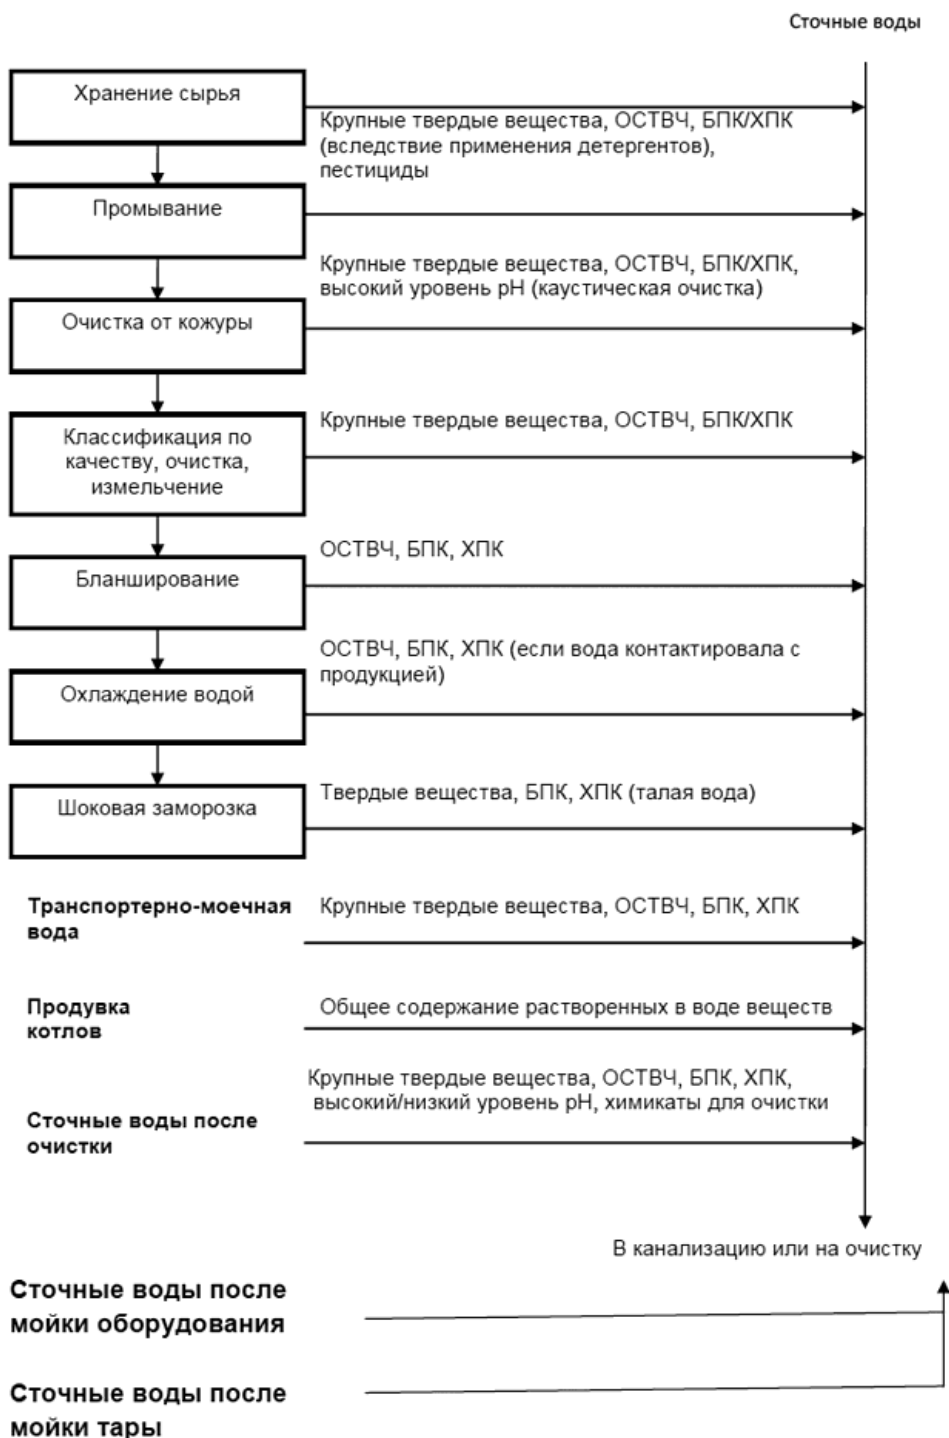 Сточные воды
Хранение сырья
Крупные твердые вещества, ОСТВЧ, БПК/ХПК
(вследствие применения детергентов),
пестициды
Промывание
Крупные твердые вещества, ОСТВЧ, БПК/ХПК,
высокий уровень pH (каустическая очистка)
Очистка от кожуры
Крупные твердые вещества, ОСТВЧ, БПК/ХПК
Классификация по
качеству, очистка,
измельчение
ОСТВЧ, БПК, ХПК
Бланширование
ОСТВЧ, БПК, ХПК (если вода контактировала с
продукцией)
Охлаждение водой
Твердые вещества, БПК, ХПК (талая вода)
Шоковая заморозка
Транспортерно-моечная
вода
Крупные твердые вещества, ОСТВЧ, БПК, ХПК
Продувка
котлов
Общее содержание растворенных в воде веществ
Крупные твердые вещества, ОСТВЧ, БПК, ХПК,
высокий/низкий уровень pH, химикаты для очистки
Сточные воды после
очистки
В канализацию или на очистку
Сточные воды после
мойки оборудования
Сточные воды после
мойки тары